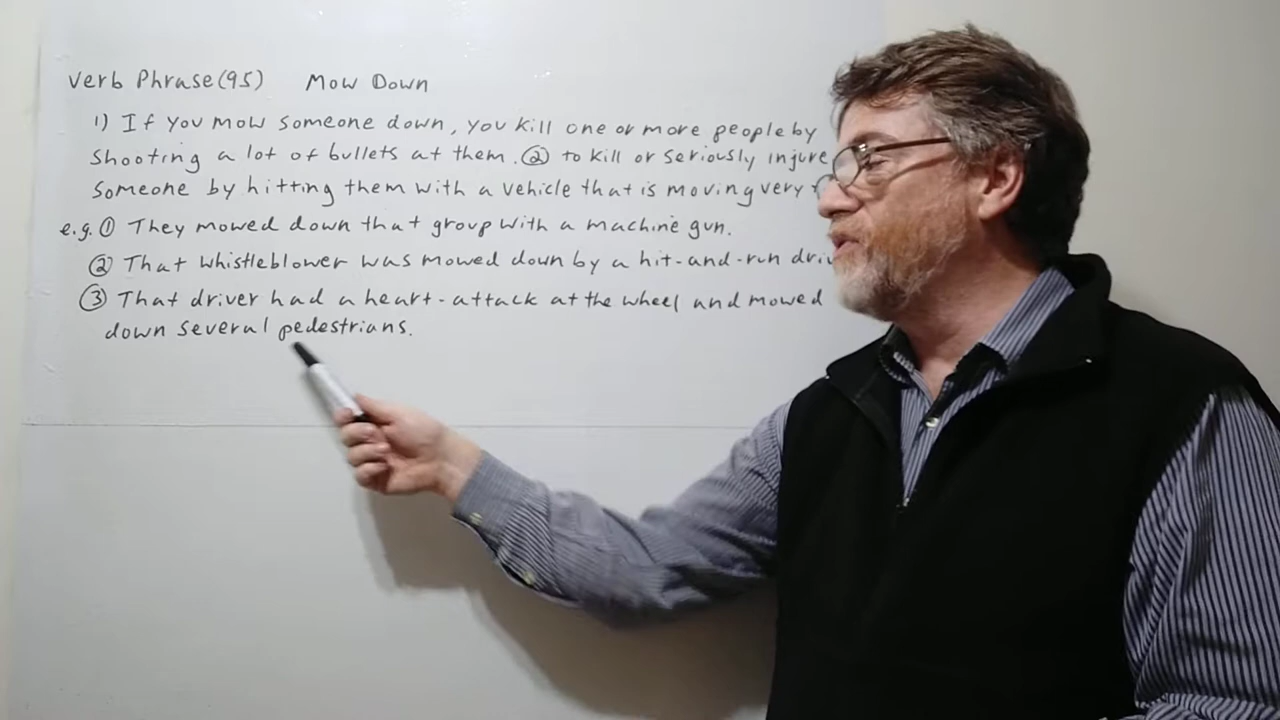 Verb Phrase (95) Mow Down
1) If you mow someone down, you kill one or more people by
shooting a lot of bullets at them. ② to kill or seriously injure
someone by hitting them with a vehicle that is moving very
e.g. ① They mowed down that group with a machine gun.
② That whistleblower was mowed down by a hit-and-run
③ That driver had a heart-attack at the wheel and mowed
down several pedestrians.